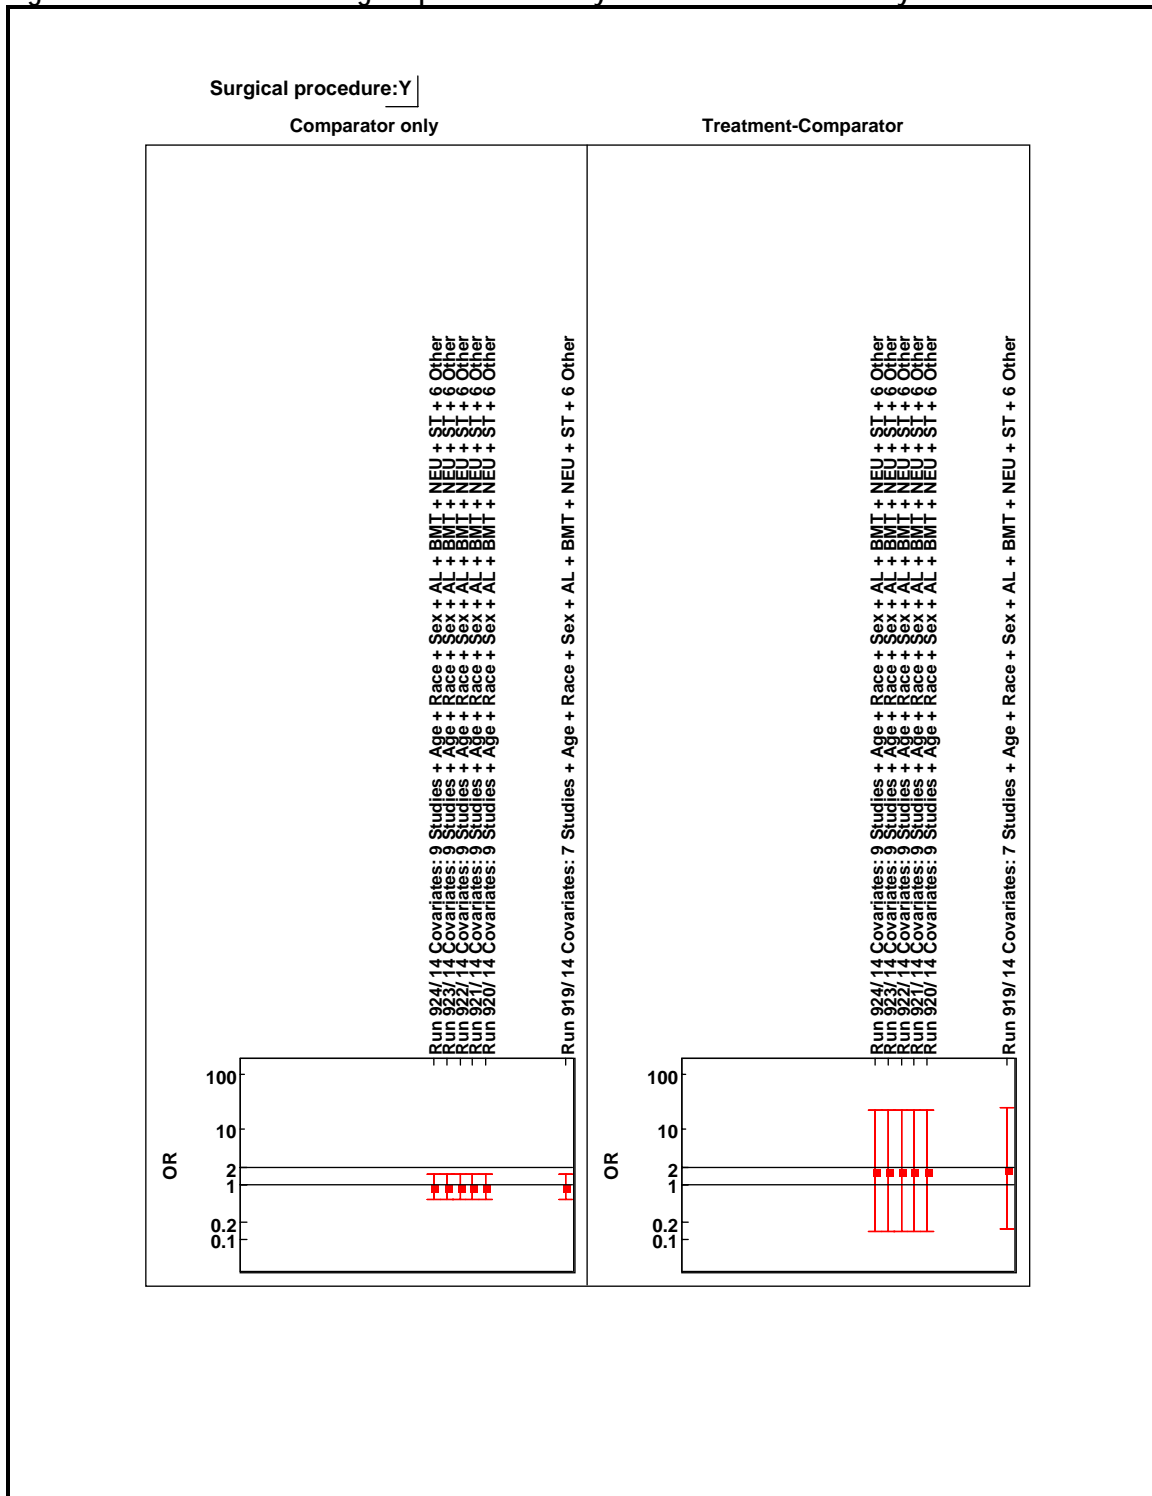 Surgical procedure:Y
Comparator only
Treatment-Comparator
Run 924/ 14 Covariates: 9 Studies + Age + Race + Sex + AL + BMT + NEU + ST + 6 Other
Run 923/ 14 Covariates: 9 Studies + Age + Race + Sex + AL + BMT + NEU + ST + 6 Other
Run 922/ 14 Covariates: 9 Studies + Age + Race + Sex + AL + BMT + NEU + ST + 6 Other
Run 921/ 14 Covariates: 9 Studies + Age + Race + Sex + AL + BMT + NEU + ST + 6 Other
Run 920/ 14 Covariates: 9 Studies + Age + Race + Sex + AL + BMT + NEU + ST + 6 Other
Run 919/ 14 Covariates: 7 Studies + Age + Race + Sex + AL + BMT + NEU + ST + 6 Other
OR
100
10
2
1
0.2
0.1
Run 924/ 14 Covariates: 9 Studies + Age + Race + Sex + AL + BMT + NEU + ST + 6 Other
Run 923/ 14 Covariates: 9 Studies + Age + Race + Sex + AL + BMT + NEU + ST + 6 Other
Run 922/ 14 Covariates: 9 Studies + Age + Race + Sex + AL + BMT + NEU + ST + 6 Other
Run 921/ 14 Covariates: 9 Studies + Age + Race + Sex + AL + BMT + NEU + ST + 6 Other
Run 920/ 14 Covariates: 9 Studies + Age + Race + Sex + AL + BMT + NEU + ST + 6 Other
Run 919/ 14 Covariates: 7 Studies + Age + Race + Sex + AL + BMT + NEU + ST + 6 Other
OR
100
10
2
1
0.2
0.1